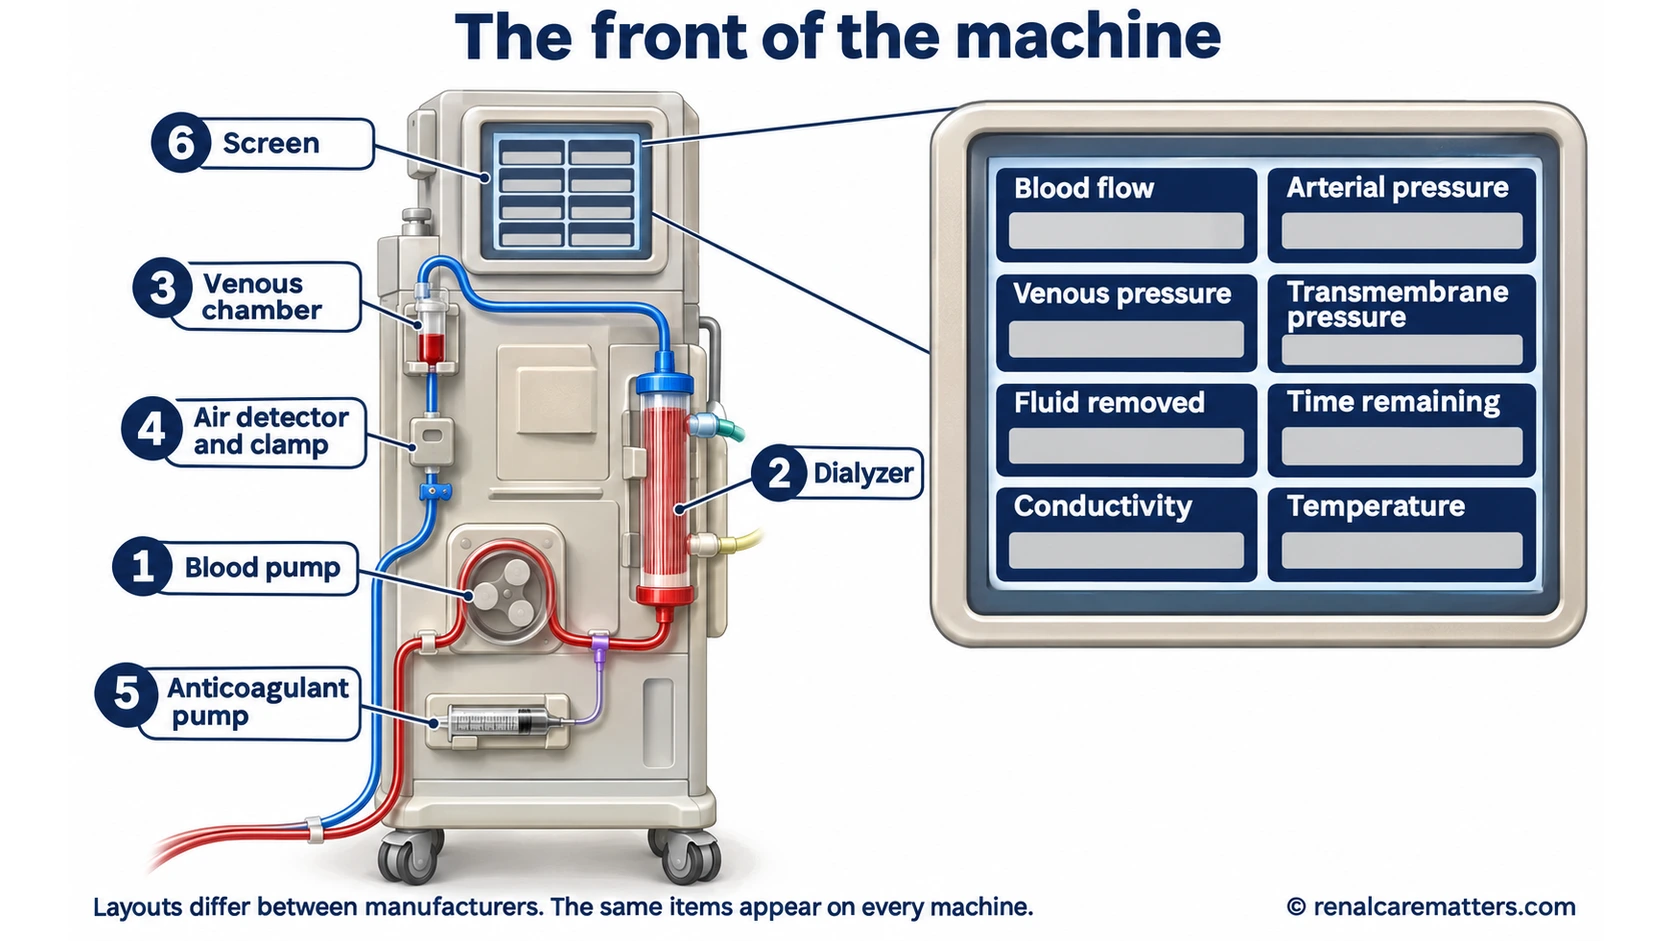 The front of the machine
6 Screen
3 Venous
chamber
4 Air detector
and clamp
1 Blood pump
5 Anticoagulant
pump
2 Dialyzer
Blood flow
Arterial pressure
Venous pressure
Transmembrane
pressure
Fluid removed
Time remaining
Conductivity
Temperature
Layouts differ between manufacturers. The same items appear on every machine.
© renalcarematters.com